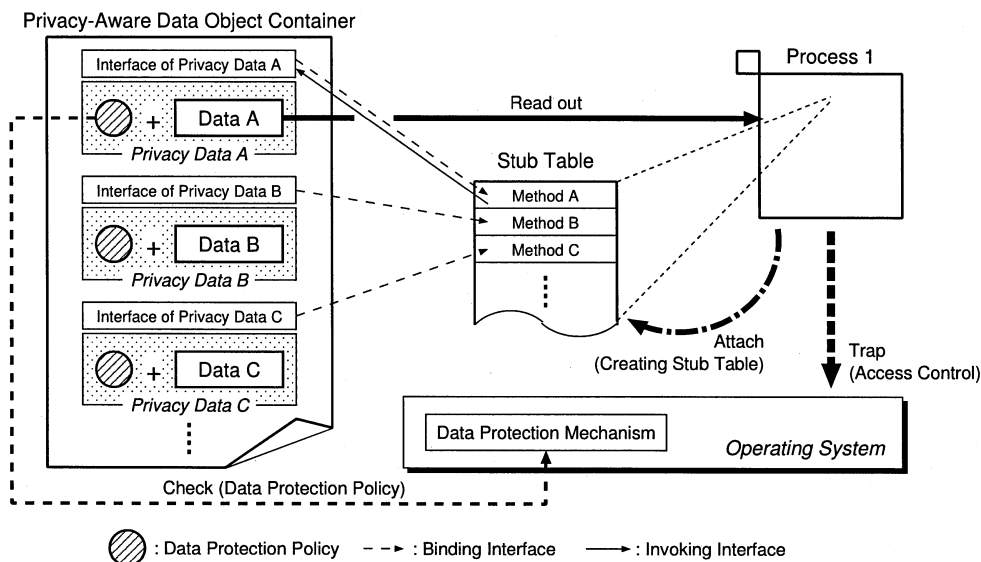 Privacy-Aware Data Object Container
Interface of Privacy Data A
+
Data A
Privacy Data A
Interface of Privacy Data B
+
Data B
Privacy Data B
Interface of Privacy Data C
+
Data C
Privacy Data C
Read out
Stub Table
Method A
Method B
Method C
Process 1
Attach
(Creating Stub Table)
Trap
(Access Control)
Data Protection Mechanism
Operating System
Check (Data Protection Policy)
: Data Protection Policy
: Binding Interface
: Invoking Interface